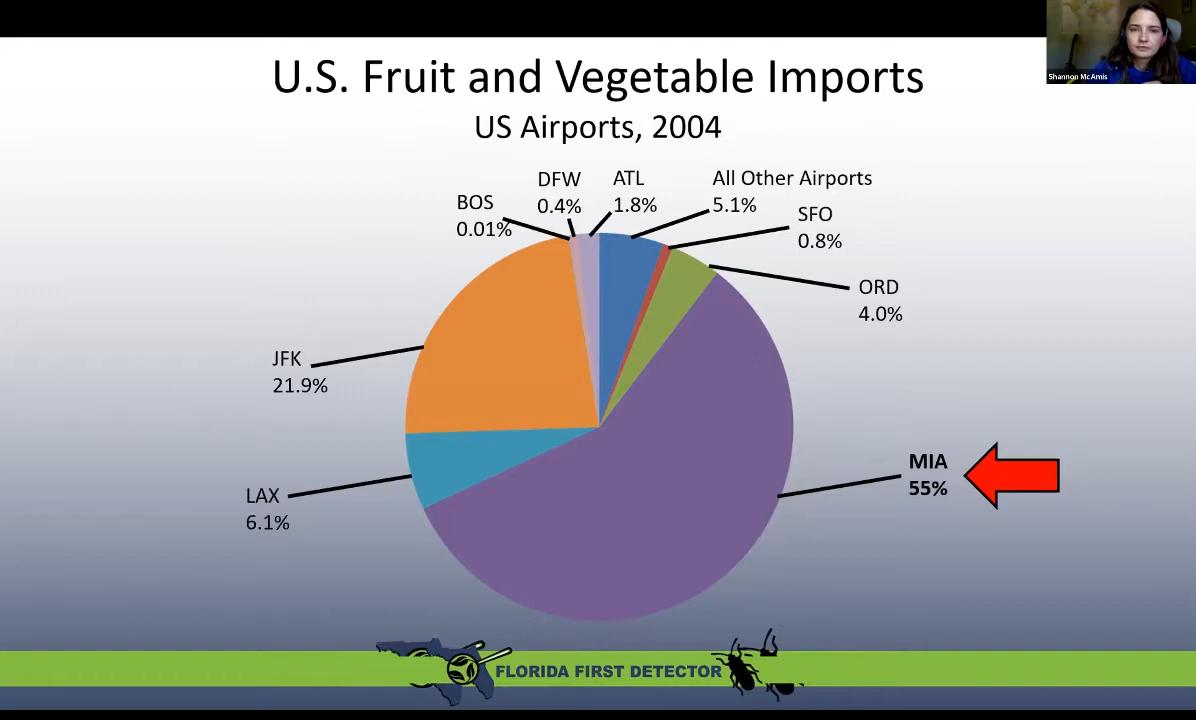 U.S. Fruit and Vegetable Imports
Shannon McAmis
US Airports, 2004
DFW
0.4%
ATL
1.8%
All Other Airports
5.1%
BOS
0.01%
SFO
0.8%
ORD
4.0%
JFK
21.9%
MIA
55%
LAX
6.1%
FLORIDA FIRST DETECTOR